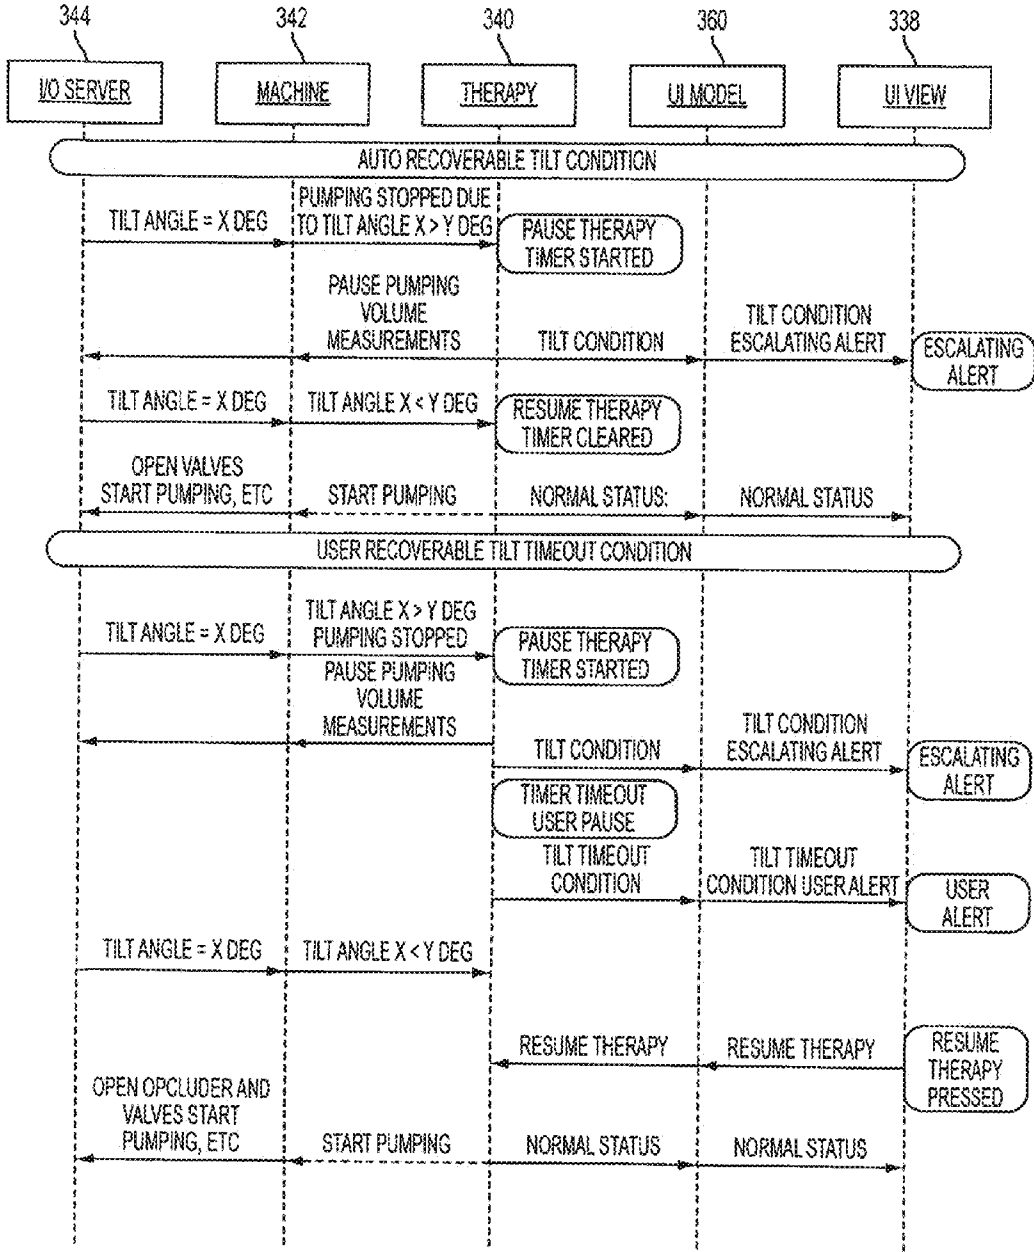 344
342
340
360
338
I/O SERVER
MACHINE
THERAPY
UI MODEL
UI VIEW
AUTO RECOVERABLE TILT CONDITION
TILT ANGLE = X DEG
PUMPING STOPPED DUE
TO TILT ANGLE X > Y DEG
PAUSE THERAPY
TIMER STARTED
PAUSE PUMPING
VOLUME
MEASUREMENTS
TILT CONDITION
TILT CONDITION
ESCALATING ALERT
ESCALATING
ALERT
TILT ANGLE = X DEG
TILT ANGLE X < Y DEG
RESUME THERAPY
TIMER CLEARED
OPEN VALVES
START PUMPING, ETC
START PUMPING
NORMAL STATUS:
NORMAL STATUS
USER RECOVERABLE TILT TIMEOUT CONDITION
TILT ANGLE = X DEG
TILT ANGLE X > Y DEG
PUMPING STOPPED
PAUSE THERAPY
TIMER STARTED
PAUSE PUMPING
VOLUME
MEASUREMENTS
TILT CONDITION
TILT CONDITION
ESCALATING ALERT
ESCALATING
ALERT
TIMER TIMEOUT
USER PAUSE
TILT TIMEOUT
CONDITION
TILT TIMEOUT
CONDITION USER ALERT
USER
ALERT
TILT ANGLE = X DEG
TILT ANGLE X < Y DEG
RESUME THERAPY
RESUME THERAPY
RESUME
THERAPY
PRESSED
OPEN OPCLUDER AND
VALVES START
PUMPING, ETC
START PUMPING
NORMAL STATUS
NORMAL STATUS